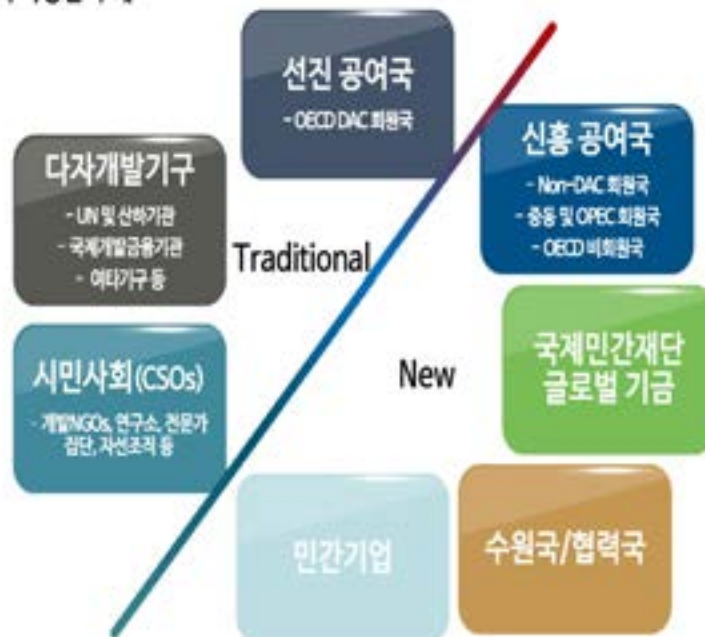 선진 공여국
- OECD DAC 회원국
신흥 공여국
- Non-DAC 회원국
- 중동 및 OPEC 회원국
- OECD 비회원국
다자개발기구
- UN 및 산하기관
- 국제개발금융기관
- 여타기구 등
Traditional
시민사회(CSOs)
- 개발NGOs, 연구소, 전문가
집단, 자선조직 등
New
국제민간재단
글로벌 기금
민간기업
수원국/협력국